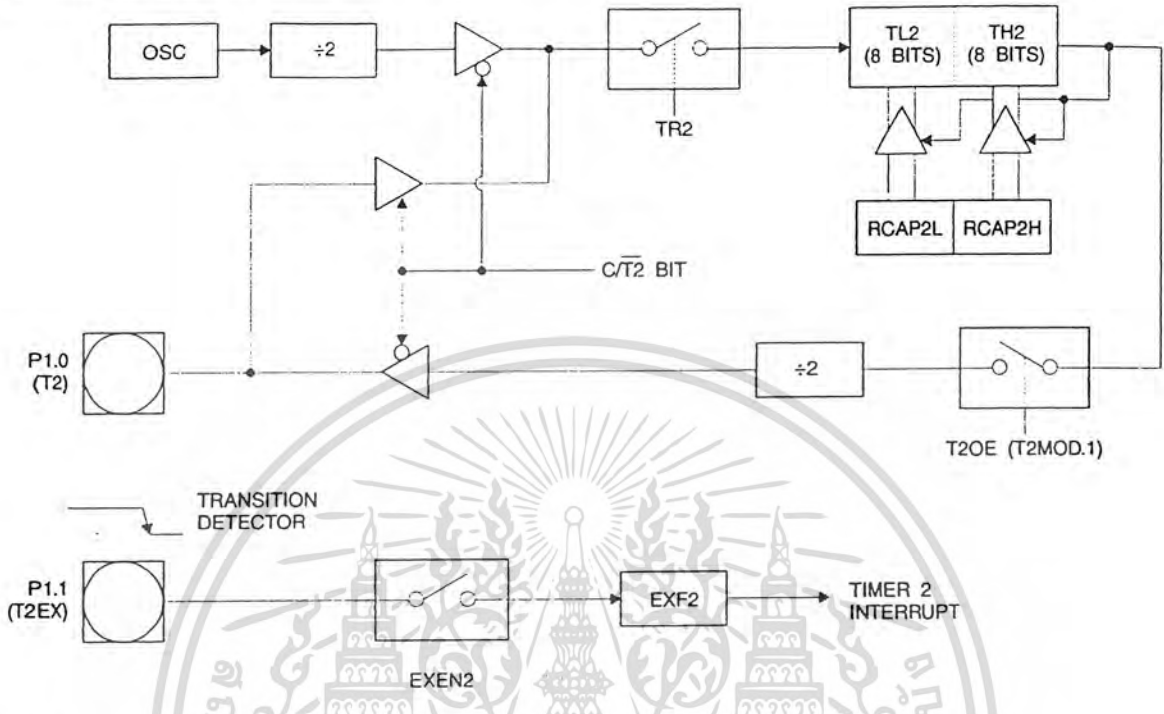 OSC
÷2
TR2
TL2
(8 BITS)
TH2
(8 BITS)
RCAP2L
RCAP2H
C/T2 BIT
P1.0
(T2)
÷2
T2OE (T2MOD.1)
TRANSITION
DETECTOR
P1.1
(T2EX)
EXEN2
EXF2
TIMER 2
INTERRUPT